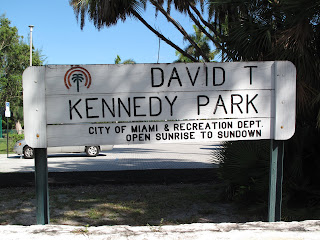 DAVID T
KENNEDY PARK
CITY OF MIAMI & RECREATION DEPT.
OPEN SUNRISE TO SUNDOWN